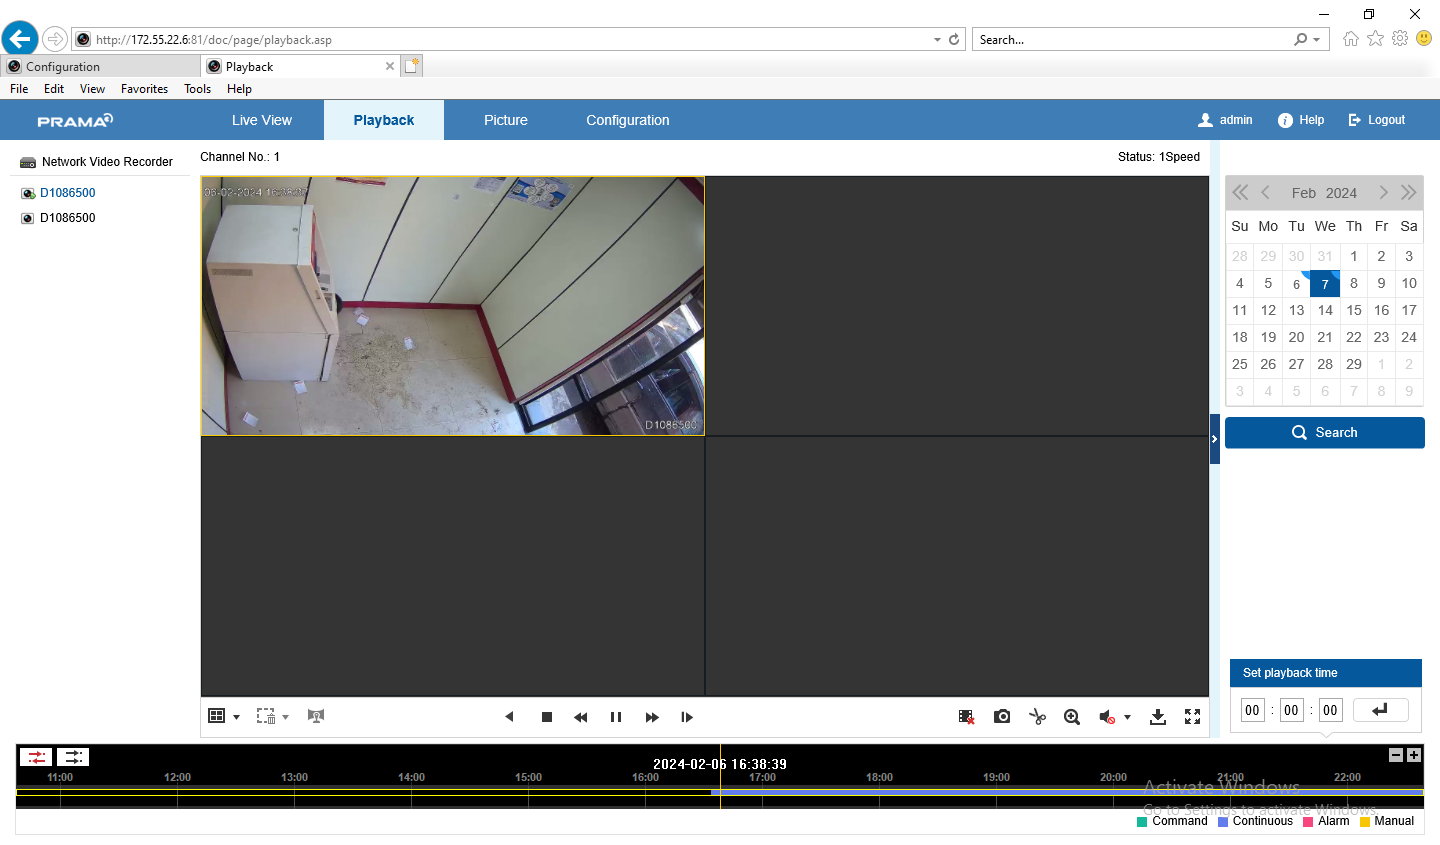 http://172.55.22.6:81/doc/page/playback.asp
Search...
Configuration
Playback
File Edit View Favorites Tools Help
PRAMA
Live View Playback Picture Configuration
admin Help Logout
Network Video Recorder
D1086500
D1086500
Channel No.: 1
Status: 1Speed
06-02-2024 16:38:37
D1086500
Feb 2024
Su Mo Tu We Th Fr Sa
28 29 30 31 1 2 3
4 5 6 7 8 9 10
11 12 13 14 15 16 17
18 19 20 21 22 23 24
25 26 27 28 29 1 2
3 4 5 6 7 8 9
Search
Set playback time
00 : 00 : 00
2024-02-06 16:38:39
11:00 12:00 13:00 14:00 15:00 16:00 17:00 18:00 19:00 20:00 21:00 22:00
Activate Windows
Go to Settings to activate Windows.
Command Continuous Alarm Manual